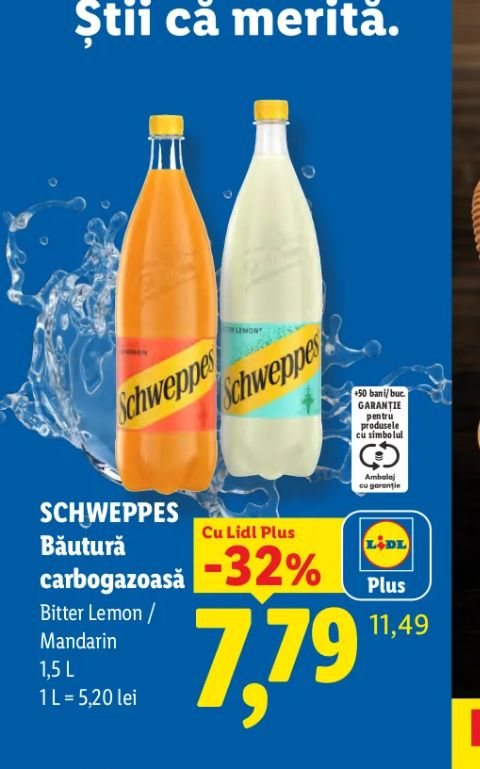 Știi că merită.
MANDARIN
Schweppes
BITTER LEMON
Schweppes
+50 bani/buc.
GARANȚIE
pentru
produsele
cu simbolul
Ambalaj
cu garanție
SCHWEPPES
Băutură
carbogazoasă
Bitter Lemon /
Mandarin
1,5 L
1 L = 5,20 lei
Cu Lidl Plus
-32%
7,79
LIDL
Plus
11,49